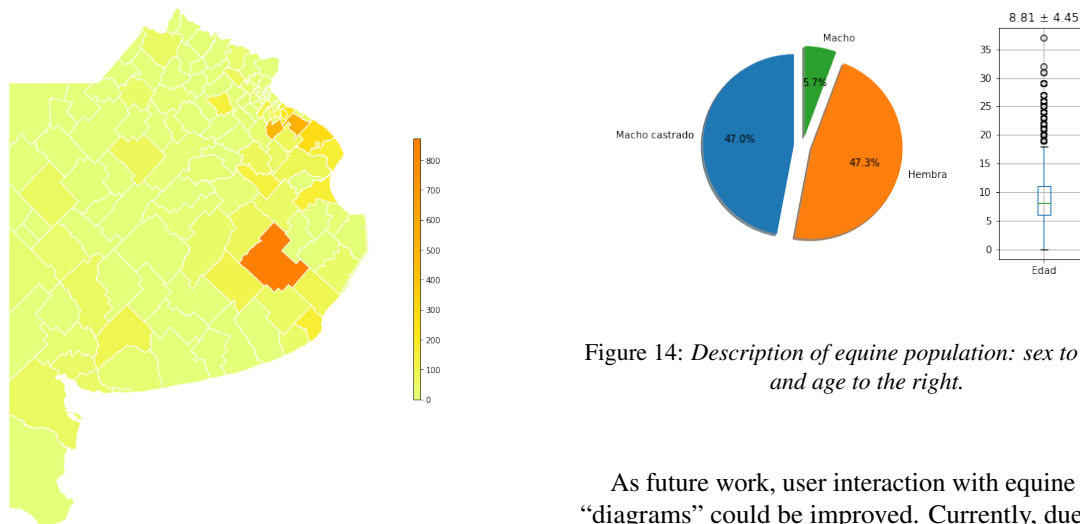 800
700
600
500
400
300
200
100
0
Macho
5.7%
Macho castrado
47.0%
47.3%
Hembra
8.81 ± 4.45
35
30
25
20
15
10
5
0
Edad
Figure 14: Description of equine population: sex to
and age to the right.
As future work, user interaction with equine
“diagrams” could be improved. Currently, due